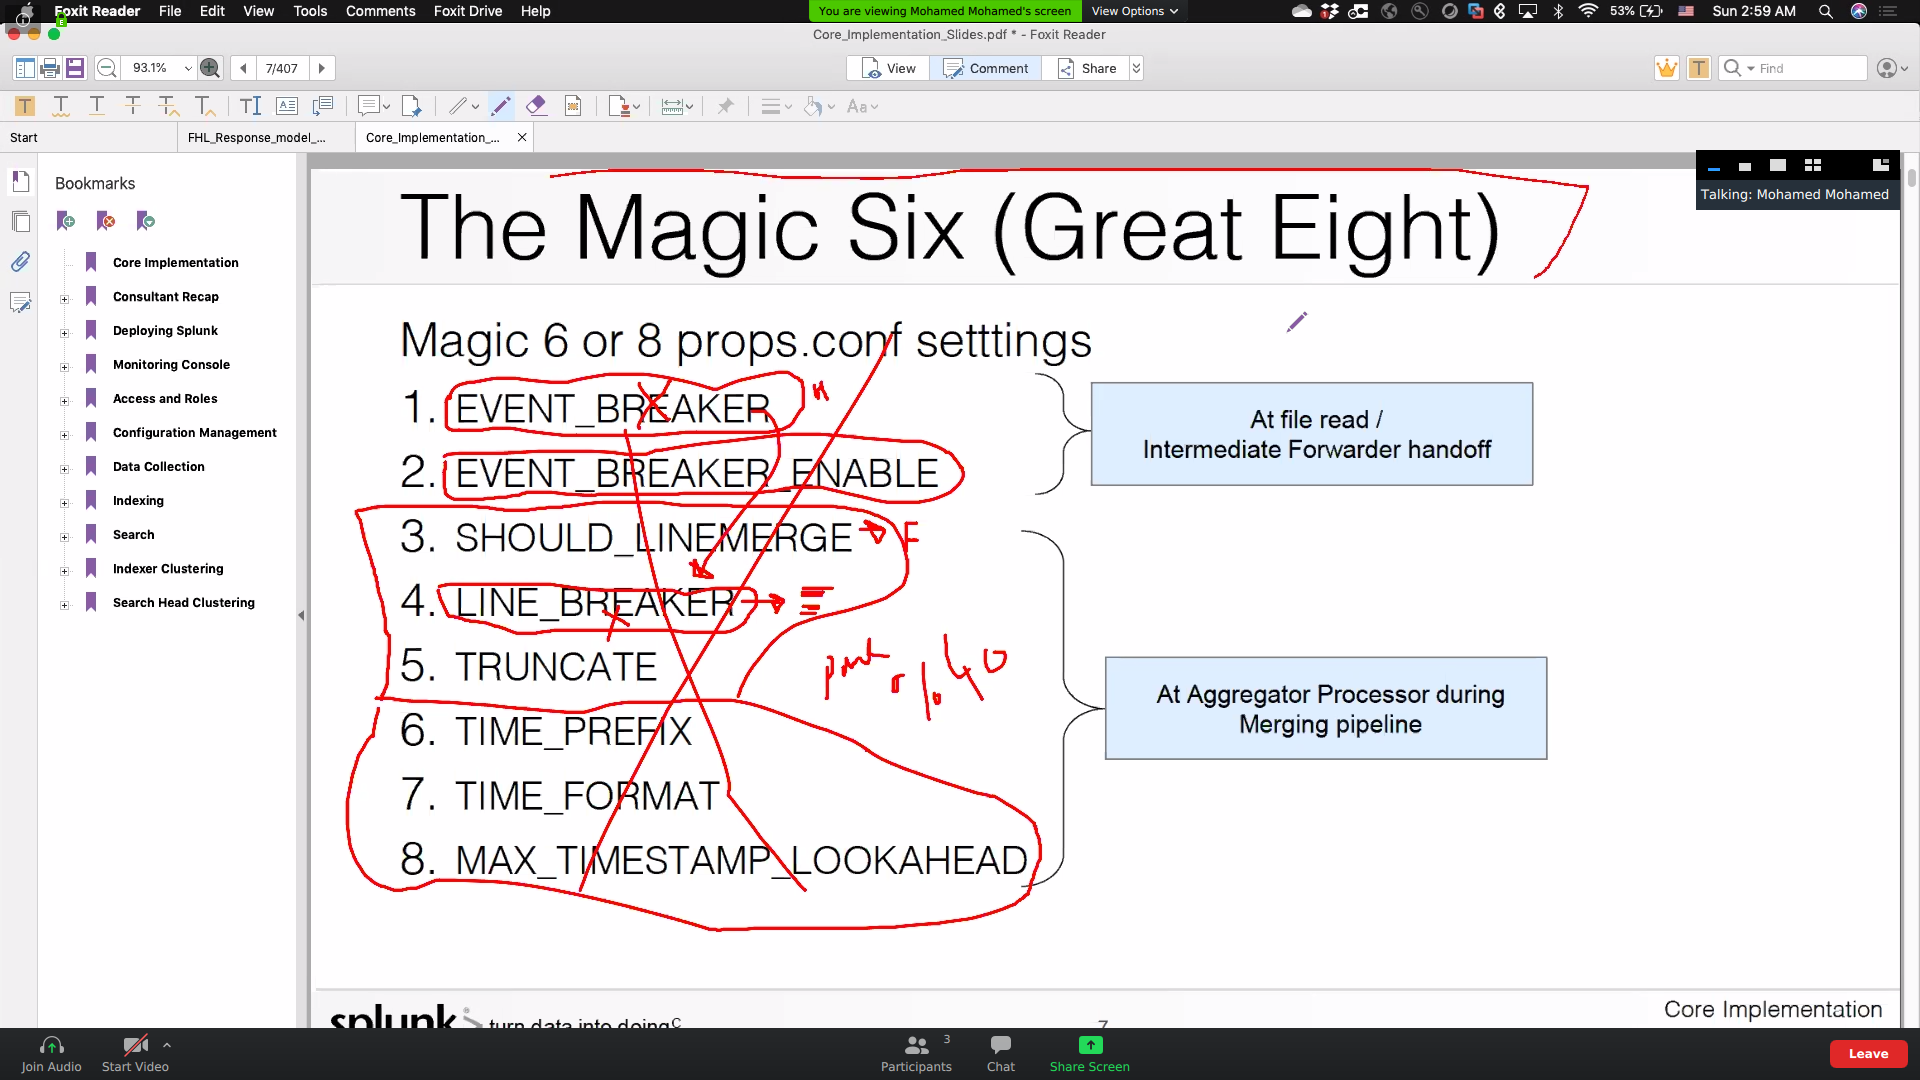 Foxit Reader File Edit View Tools Comments Foxit Drive Help You are viewing Mohamed Mohamed's screen View Options 53% Sun 2:59 AM
Core_Implementation_Slides.pdf * - Foxit Reader
93.1% 7/407 View Comment Share Find
Start FHL_Response_model_... Core_Implementation_...
Bookmarks
Core Implementation
Consultant Recap
Deploying Splunk
Monitoring Console
Access and Roles
Configuration Management
Data Collection
Indexing
Search
Indexer Clustering
Search Head Clustering
Talking: Mohamed Mohamed
The Magic Six (Great Eight)
Magic 6 or 8 props.conf setttings
1. EVENT_BREAKER
2. EVENT_BREAKER_ENABLE
3. SHOULD_LINEMERGE F
4. LINE_BREAKER
5. TRUNCATE
6. TIME_PREFIX
7. TIME_FORMAT
8. MAX_TIMESTAMP_LOOKAHEAD
At file read /
Intermediate Forwarder handoff
At Aggregator Processor during
Merging pipeline
splunk> turn data into doing 7 Core Implementation
Join Audio Start Video Participants 3 Chat Share Screen Leave